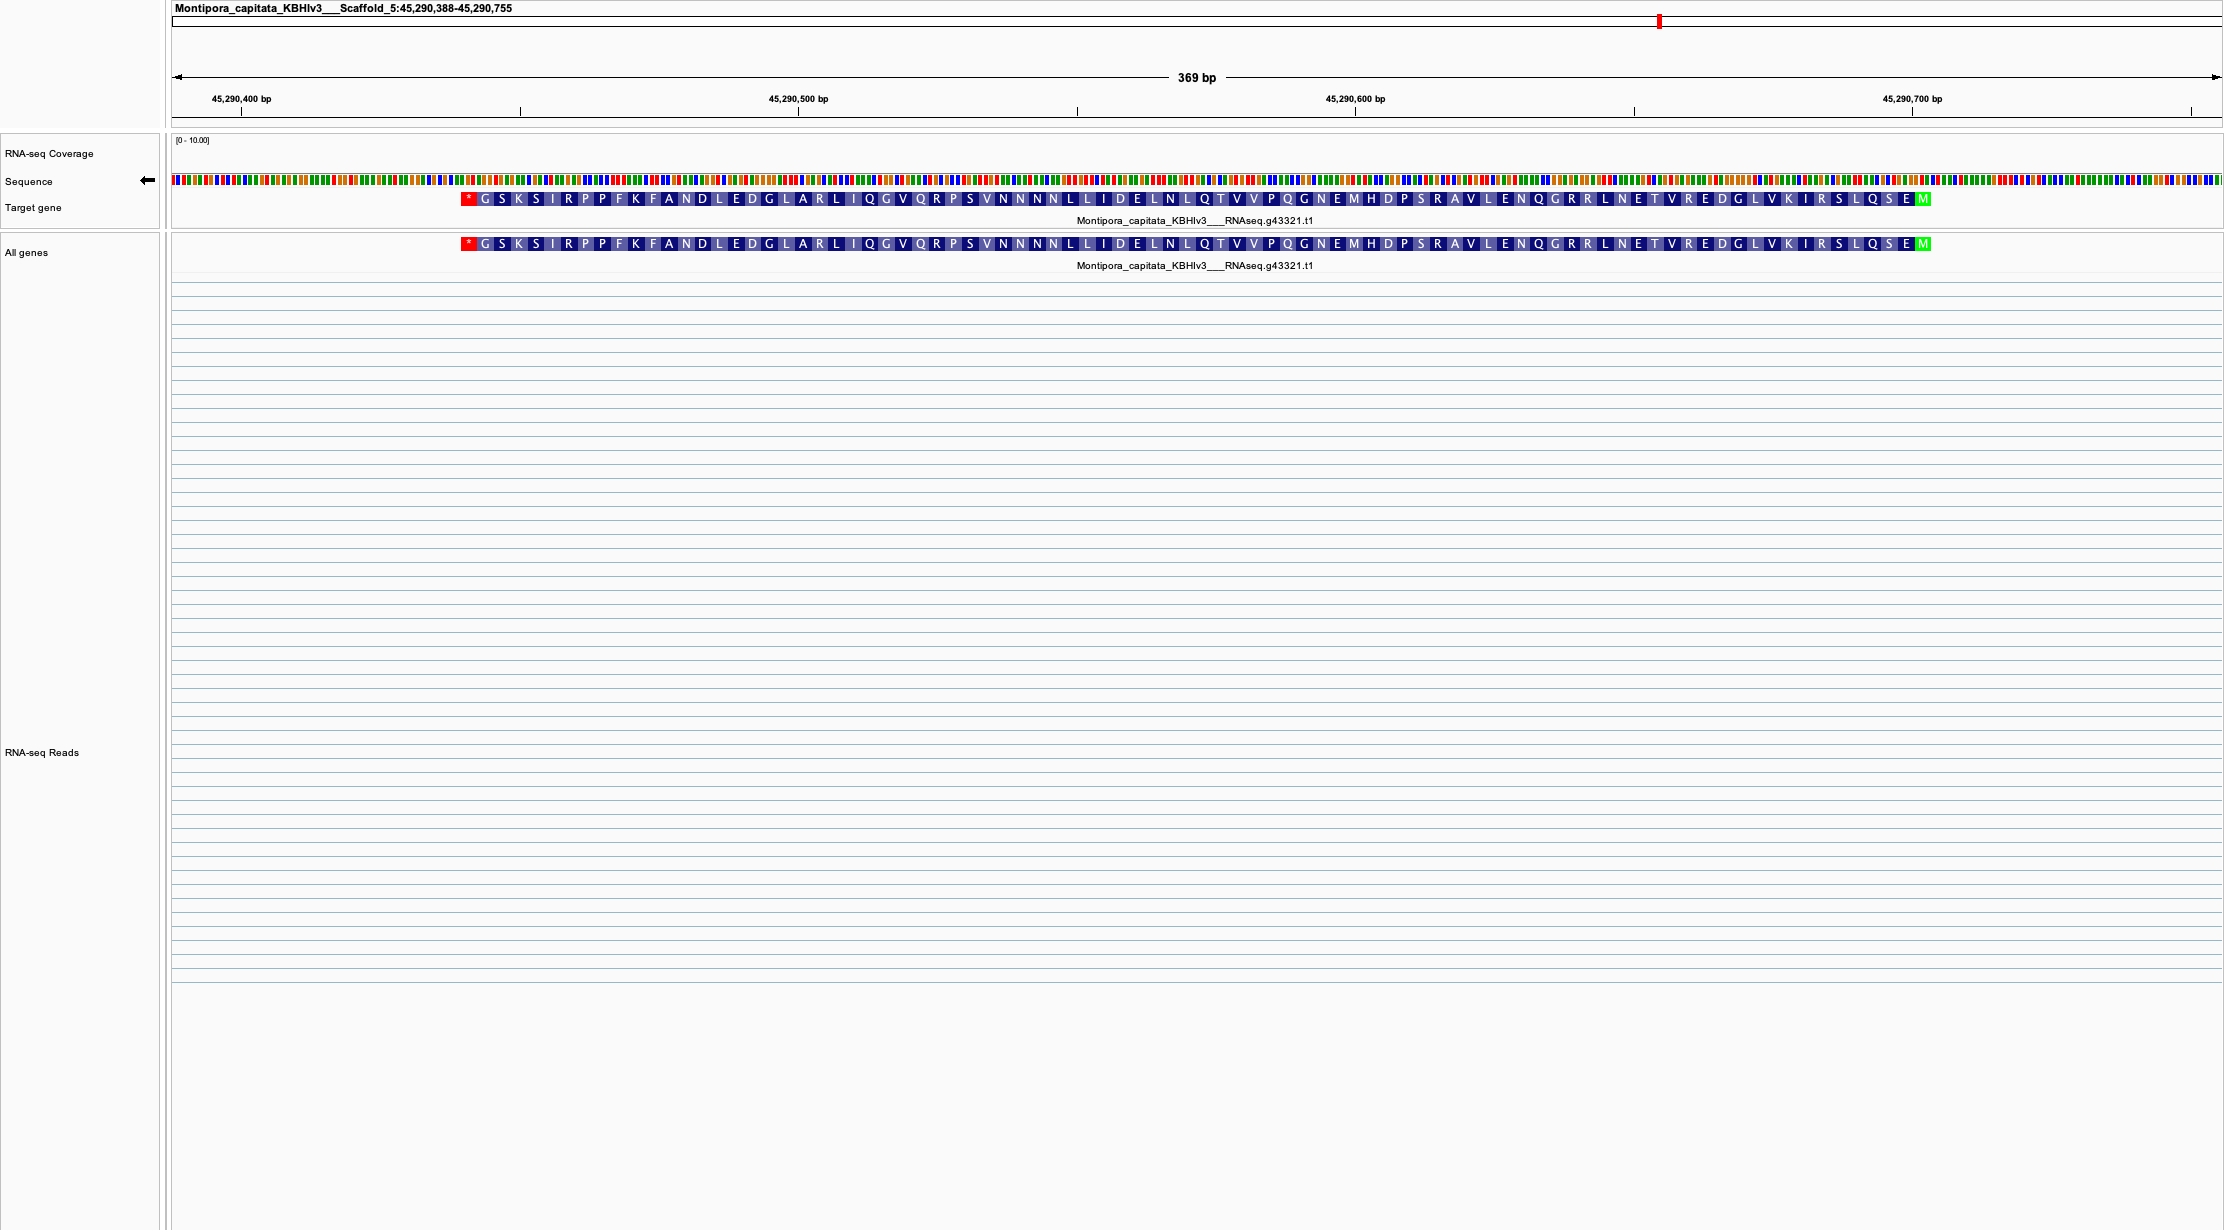 Montipora_capitata_KBHIv3___Scaffold_5:45,290,388-45,290,755
369 bp
45,290,400 bp 45,290,500 bp 45,290,600 bp 45,290,700 bp
RNA-seq Coverage [0 - 10.00]
Sequence
Target gene * G S K S I R P P F K F A N D L E D G L A R L I Q G V Q R P S V N N N N L L I D E L N L Q T V V P Q G N E M H D P S R A V L E N Q G R R L N E T V R E D G L V K I R S L Q S E M
Montipora_capitata_KBHIv3___RNAseq.g43321.t1
All genes * G S K S I R P P F K F A N D L E D G L A R L I Q G V Q R P S V N N N N L L I D E L N L Q T V V P Q G N E M H D P S R A V L E N Q G R R L N E T V R E D G L V K I R S L Q S E M
Montipora_capitata_KBHIv3___RNAseq.g43321.t1
RNA-seq Reads